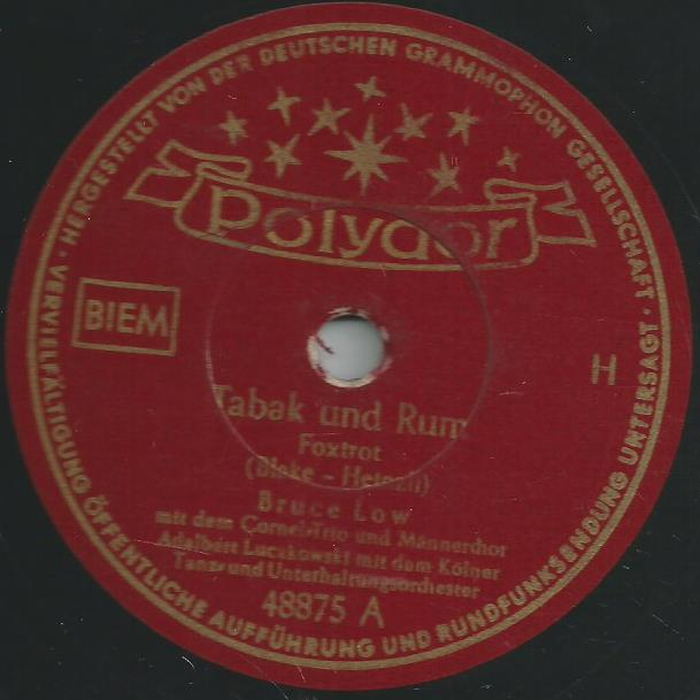 HERGESTELLT VON DER DEUTSCHEN GRAMMOPHON GESELLSCHAFT ·
Polydor
BIEM
H
Tabak und Rum
Foxtrot
(Blake -
Bruce Low
mit dem Cornel-Trio und Männerchor
Adalbert Luczkowski mit dem Kölner
Tanz- und Unterhaltungsorchester
48875 A
VERVIELFÄLTIGUNG ÖFFENTLICHE AUFFÜHRUNG UND RUNDFUNKSENDUNG UNTERSAGT ·